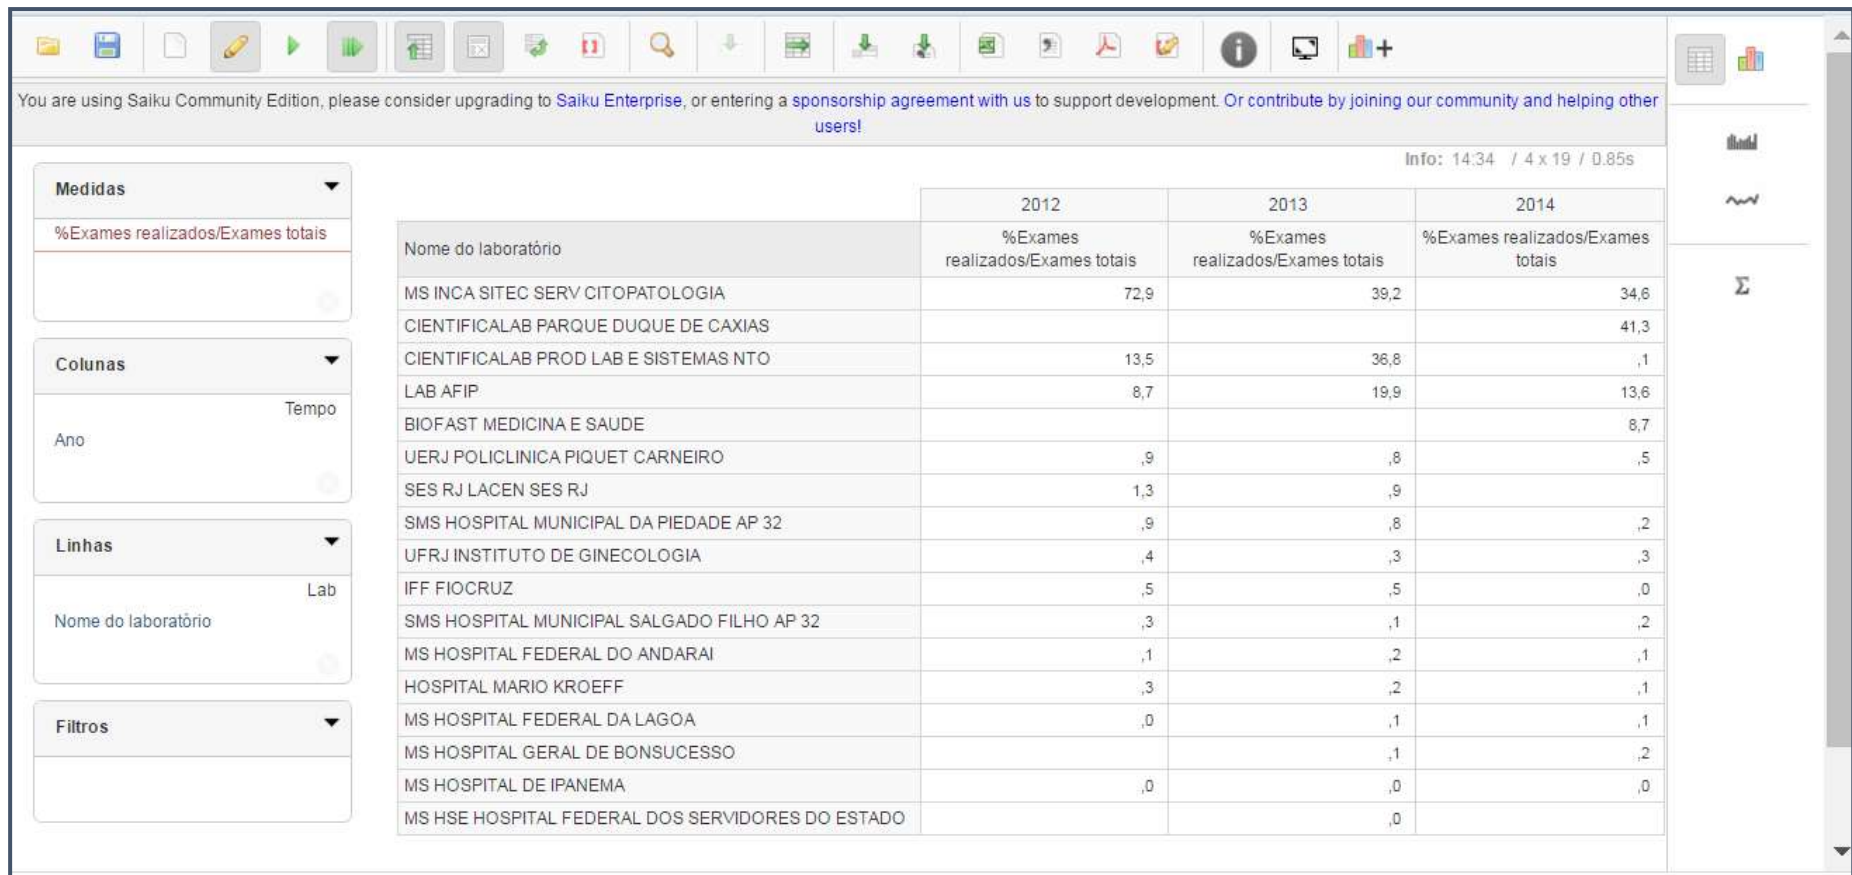 You are using Saiku Community Edition, please consider upgrading to Saiku Enterprise, or entering a sponsorship agreement with us to support development. Or contribute by joining our community and helping other
users!
Info: 14:34 / 4 x 19 / 0.85s
Medidas
%Exames realizados/Exames totais
Colunas
Tempo
Ano
Linhas
Lab
Nome do laboratório
Filtros
2012 2013 2014
Nome do laboratório %Exames realizados/Exames totais %Exames realizados/Exames totais %Exames realizados/Exames totais
MS INCA SITEC SERV CITOPATOLOGIA 72,9 39,2 34,6
CIENTIFICALAB PARQUE DUQUE DE CAXIAS 41,3
CIENTIFICALAB PROD LAB E SISTEMAS NTO 13,5 36,8 ,1
LAB AFIP 8,7 19,9 13,6
BIOFAST MEDICINA E SAUDE 8,7
UERJ POLICLINICA PIQUET CARNEIRO ,9 ,8 ,5
SES RJ LACEN SES RJ 1,3 ,9
SMS HOSPITAL MUNICIPAL DA PIEDADE AP 32 ,9 ,8 ,2
UFRJ INSTITUTO DE GINECOLOGIA ,4 ,3 ,3
IFF FIOCRUZ ,5 ,5 ,0
SMS HOSPITAL MUNICIPAL SALGADO FILHO AP 32 ,3 ,1 ,2
MS HOSPITAL FEDERAL DO ANDARAI ,1 ,2 ,1
HOSPITAL MARIO KROEFF ,3 ,2 ,1
MS HOSPITAL FEDERAL DA LAGOA ,0 ,1 ,1
MS HOSPITAL GERAL DE BONSUCESSO ,1 ,2
MS HOSPITAL DE IPANEMA ,0 ,0 ,0
MS HSE HOSPITAL FEDERAL DOS SERVIDORES DO ESTADO ,0